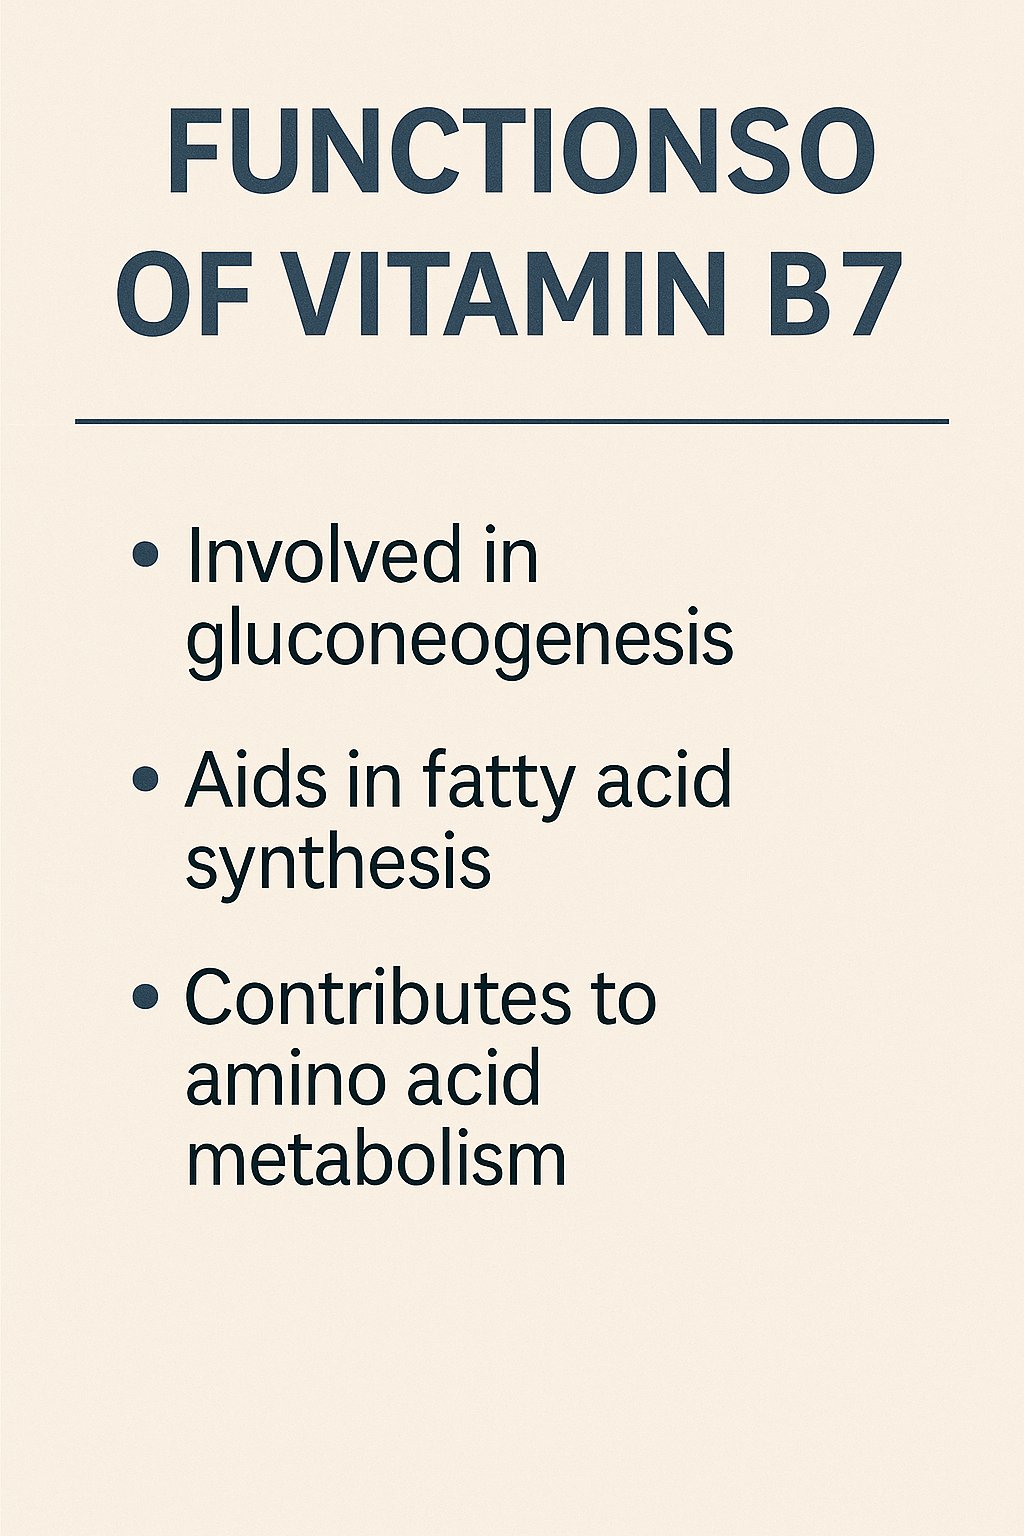 FUNCTIONSO
OF VITAMIN B7
• Involved in
gluconeogenesis
• Aids in fatty acid
synthesis
• Contributes to
amino acid
metabolism